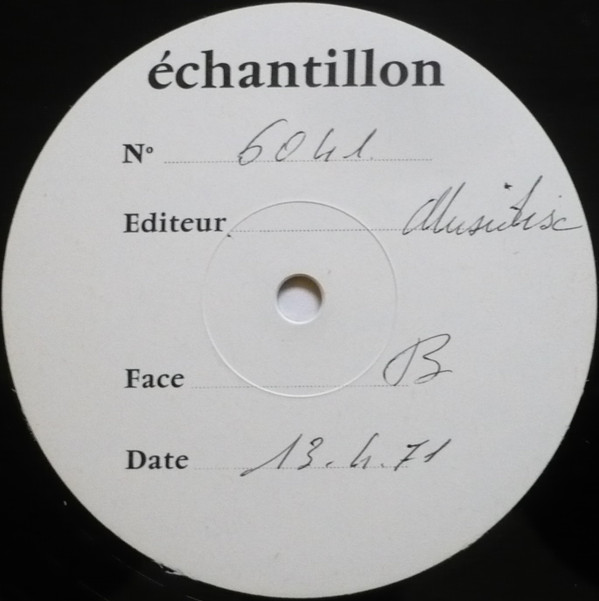 échantillon
N° 6041.
Editeur Musidisc
Face B
Date 13.4.71